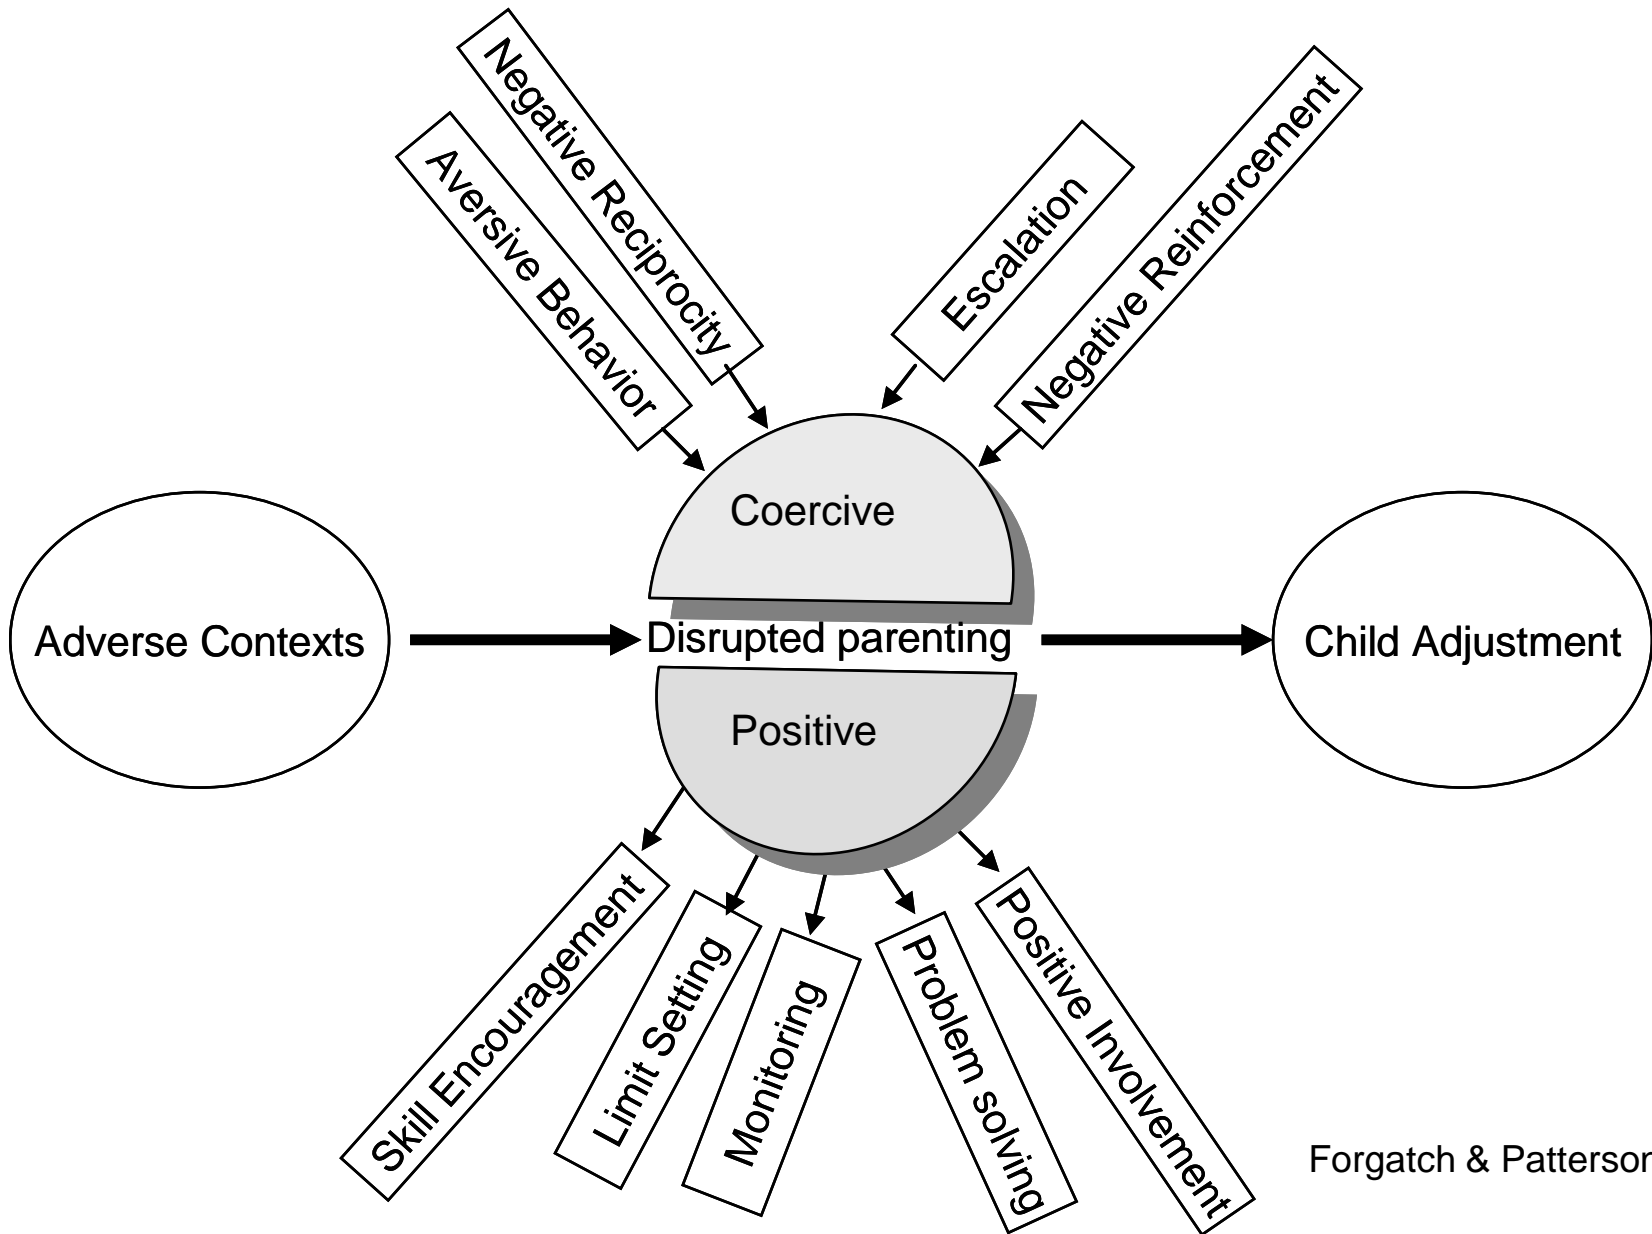 Negative Reciprocity
Aversive Behavior
Escalation
Negative Reinforcement
Coercive
Adverse Contexts
Disrupted parenting
Child Adjustment
Positive
Skill Encouragement
Limit Setting
Monitoring
Problem solving
Positive Involvement
Forgatch & Patterson